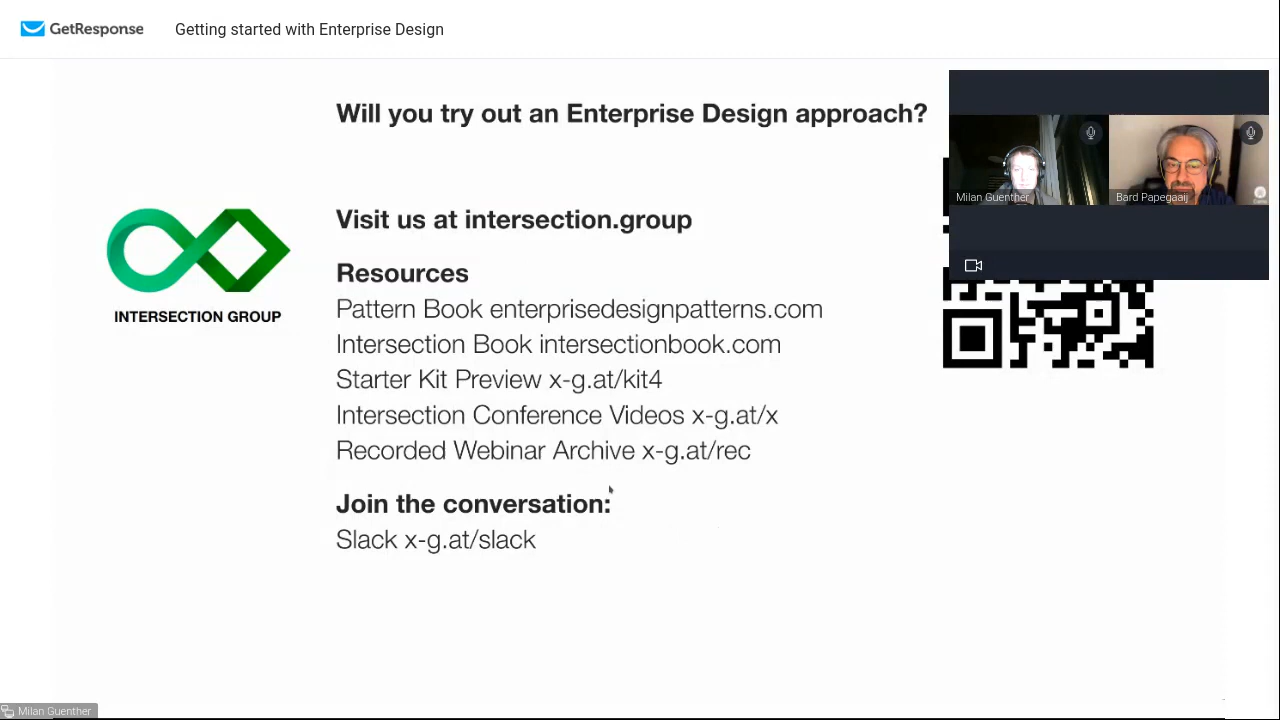 GetResponse
Getting started with Enterprise Design
Will you try out an Enterprise Design approach?
Milan Guenther
Bard Papegaaij
Visit us at intersection.group
Resources
Pattern Book enterprisedesignpatterns.com
INTERSECTION GROUP
Intersection Book intersectionbook.com
Starter Kit Preview x-g.at/kit4
Intersection Conference Videos x-g.at/x
Recorded Webinar Archive x-g.at/rec
Join the conversation:
Slack x-g.at/slack
Milan Guenther